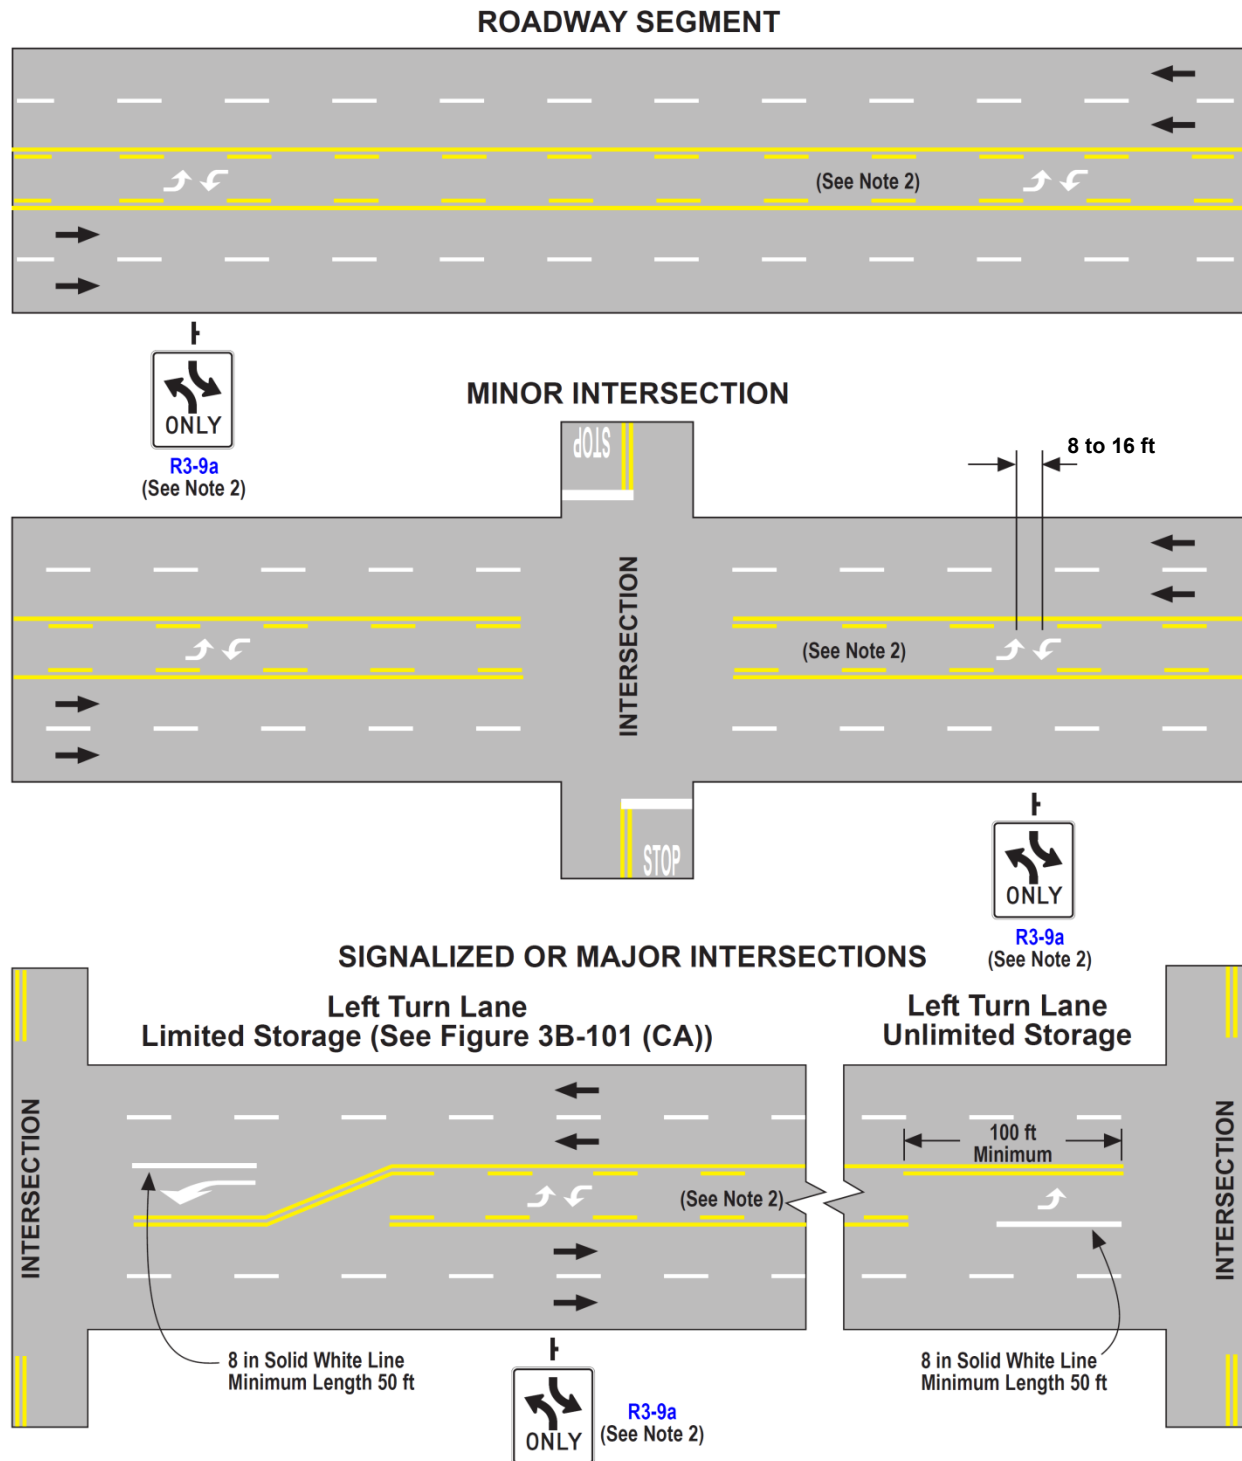 ROADWAY SEGMENT
(See Note 2)
ONLY
R3-9a
(See Note 2)
MINOR INTERSECTION
STOP
8 to 16 ft
INTERSECTION
(See Note 2)
STOP
ONLY
R3-9a
(See Note 2)
SIGNALIZED OR MAJOR INTERSECTIONS
Left Turn Lane
Limited Storage (See Figure 3B-101 (CA))
Left Turn Lane
Unlimited Storage
INTERSECTION
100 ft
Minimum
(See Note 2)
INTERSECTION
8 in Solid White Line
Minimum Length 50 ft
8 in Solid White Line
Minimum Length 50 ft
ONLY
R3-9a
(See Note 2)